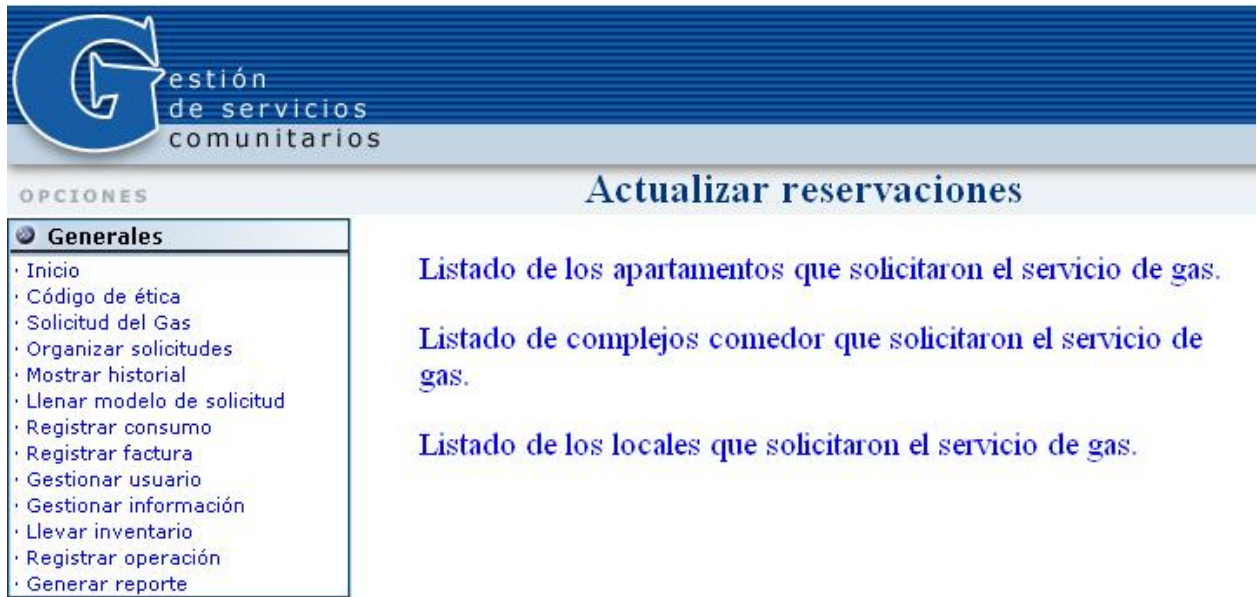 Gestión
de servicios
comunitarios
OPCIONES
Actualizar reservaciones
Generales
· Inicio
· Código de ética
· Solicitud del Gas
· Organizar solicitudes
· Mostrar historial
· Llenar modelo de solicitud
· Registrar consumo
· Registrar factura
· Gestionar usuario
· Gestionar información
· Llevar inventario
· Registrar operación
· Generar reporte
Listado de los apartamentos que solicitaron el servicio de gas.
Listado de complejos comedor que solicitaron el servicio de
gas.
Listado de los locales que solicitaron el servicio de gas.